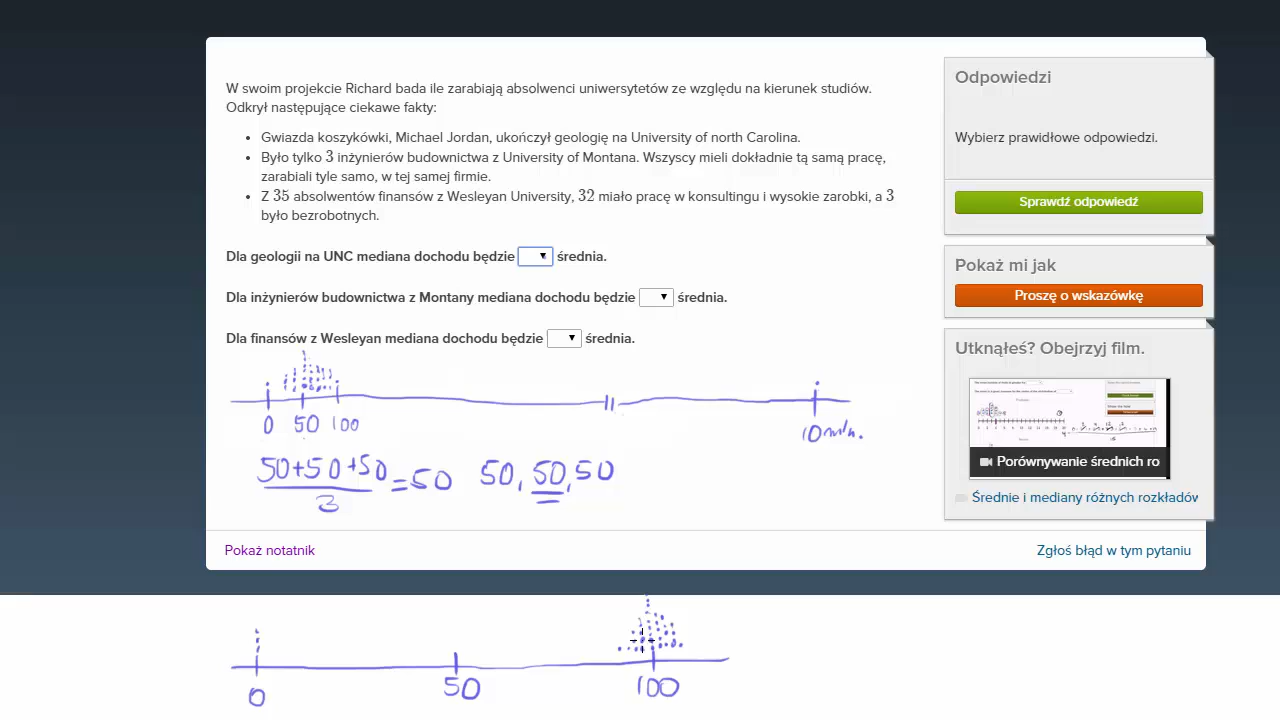 W swoim projekcie Richard bada ile zarabiają absolwenci uniwersytetów ze względu na kierunek studiów.
Odkrył następujące ciekawe fakty:
• Gwiazda koszykówki, Michael Jordan, ukończył geologię na University of north Carolina.
• Było tylko 3 inżynierów budownictwa z University of Montana. Wszyscy mieli dokładnie tą samą pracę,
zarabiali tyle samo, w tej samej firmie.
• Z 35 absolwentów finansów z Wesleyan University, 32 miało pracę w konsultingu i wysokie zarobki, a 3
było bezrobotnych.
Dla geologii na UNC mediana dochodu będzie średnia.
Dla inżynierów budownictwa z Montany mediana dochodu będzie średnia.
Dla finansów z Wesleyan mediana dochodu będzie średnia.
0 50 100 10 mln.
50+50+50
3
=50 50, 50, 50
Pokaż notatnik
Zgłoś błąd w tym pytaniu
Odpowiedzi
Wybierz prawidłowe odpowiedzi.
Sprawdź odpowiedź
Pokaż mi jak
Proszę o wskazówkę
Utknąłeś? Obejrzyj film.
Porównywanie średnich ro
Średnie i mediany różnych rozkładów
0 50 100